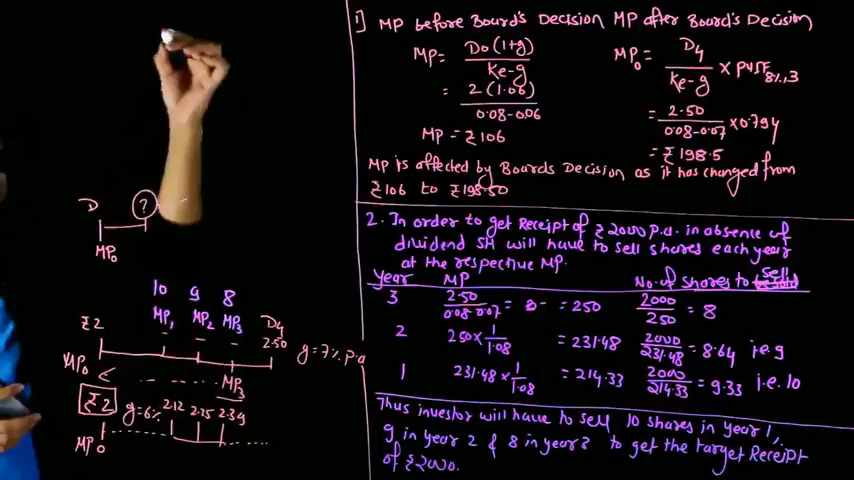 D
?
MP₀
10 9 8
MP₁ MP₂ MP₃
₹2
D₄
2.50
g=7% p.a
MP₀
MP₃
₹2
g=6% 2.12 2.25 2.39
MP₀
1] MP before Board's Decision MP after Board's Decision
MP = D₀(1+g) / Ke-g
= 2(1.06) / 0.08-0.06
MP = ₹106
MP₀ = D₄ / Ke-g × PVIF 8%,3
= 2.50 / 0.08-0.07 × 0.794
= ₹198.5
MP is affected by Boards Decision as it has changed from
₹106 to ₹198.50
2. In order to get Receipt of ₹2000 p.a. in absence of
dividend SH will have to sell shares each year
at the respective MP.
Year MP No. of shares to sell
3 2.50 / 0.08-0.07 = = 250 2000 / 250 = 8
2 250 × 1 / 1.08 = 231.48 2000 / 231.48 = 8.64 i.e. 9
1 231.48 × 1 / 1.08 = 214.33 2000 / 214.33 = 9.33 i.e. 10
Thus investor will have to sell 10 shares in year 1,
9 in year 2 & 8 in year 3 to get the target Receipt
of ₹2000.